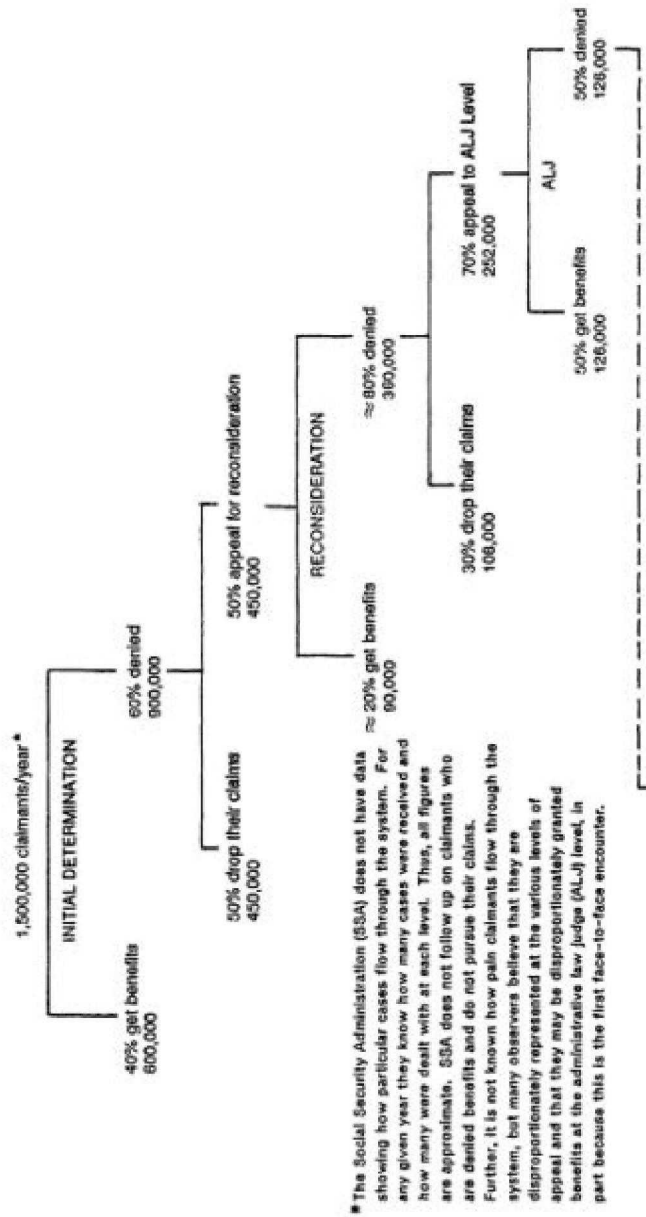 1,500,000 claimants/year*
INITIAL DETERMINATION
40% get benefits
600,000
60% denied
900,000
50% drop their claims
450,000
50% appeal for reconsideration
450,000
RECONSIDERATION
≈ 20% get benefits
90,000
≈ 80% denied
360,000
30% drop their claims
108,000
70% appeal to ALJ Level
252,000
ALJ
50% get benefits
126,000
50% denied
126,000
*The Social Security Administration (SSA) does not have data
showing how particular cases flow through the system. For
any given year they know how many cases were received and
how many were dealt with at each level. Thus, all figures
are approximate. SSA does not follow up on claimants who
are denied benefits and do not pursue their claims.
Further, it is not known how pain claimants flow through the
system, but many observers believe that they are
disproportionately represented at the various levels of
appeal and that they may be disproportionately granted
benefits at the administrative law judge (ALJ) level, in
part because this is the first face-to-face encounter.